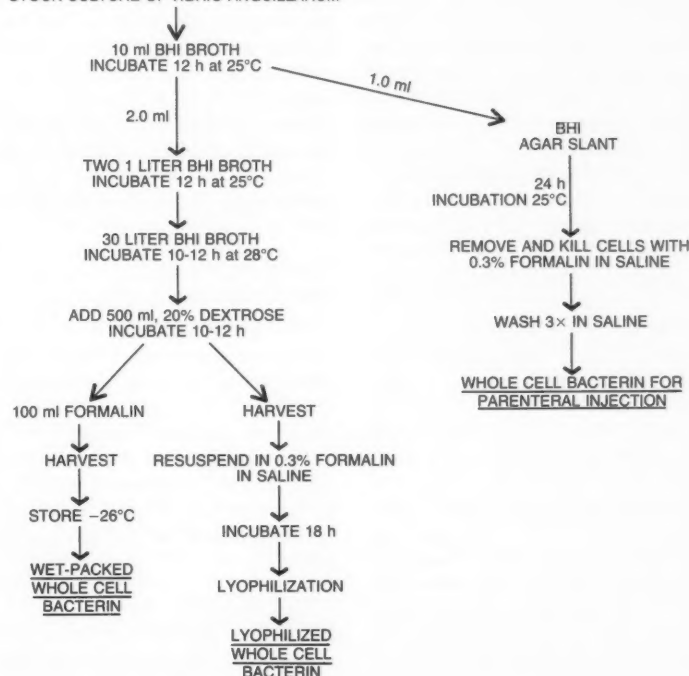 10 ml BHI BROTH
INCUBATE 12 h at 25°C
1.0 ml
2.0 ml
BHI
AGAR SLANT
TWO 1 LITER BHI BROTH
INCUBATE 12 h at 25°C
24 h
INCUBATION 25°C
30 LITER BHI BROTH
INCUBATE 10-12 h at 28°C
REMOVE AND KILL CELLS WITH
0.3% FORMALIN IN SALINE
ADD 500 ml, 20% DEXTROSE
INCUBATE 10-12 h
WASH 3× IN SALINE
WHOLE CELL BACTERIN FOR
PARENTERAL INJECTION
100 ml FORMALIN
HARVEST
STORE −26°C
WET-PACKED
WHOLE CELL
BACTERIN
HARVEST
RESUSPEND IN 0.3% FORMALIN
IN SALINE
INCUBATE 18 h
LYOPHILIZATION
LYOPHILIZED
WHOLE CELL
BACTERIN